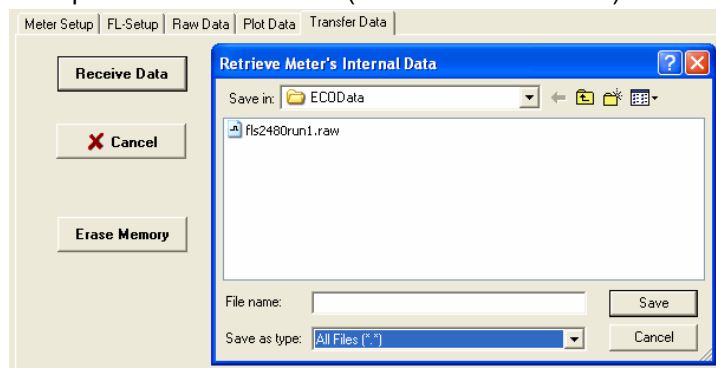 Meter Setup FL-Setup Raw Data Plot Data Transfer Data
Receive Data
Cancel
Erase Memory
Retrieve Meter's Internal Data
Save in: ECOData
fls2480run1.raw
File name:
Save
Save as type: All Files (*.*)
Cancel